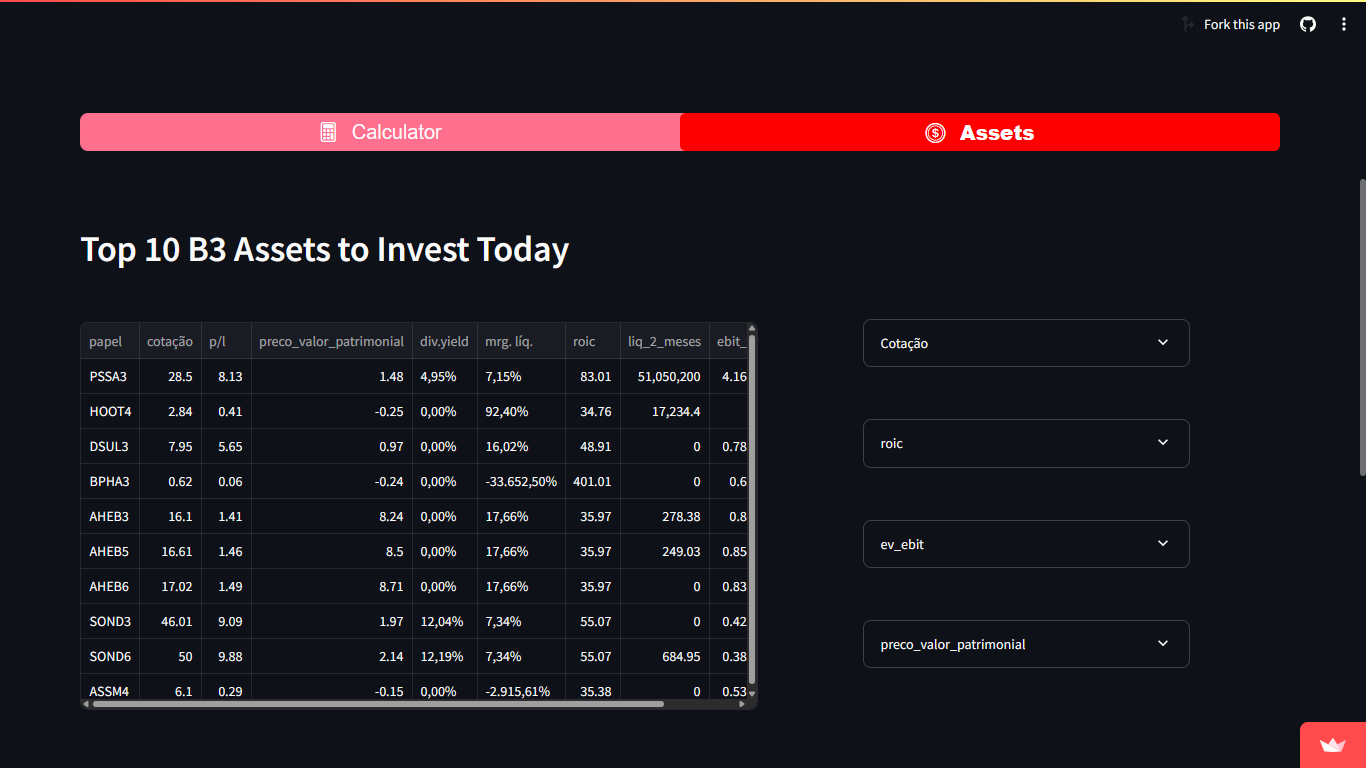 Fork this app
Calculator Assets
Top 10 B3 Assets to Invest Today
papel cotação p/l preco_valor_patrimonial div.yield mrg. líq. roic liq_2_meses ebit_
PSSA3 28.5 8.13 1.48 4,95% 7,15% 83.01 51,050,200 4.16
HOOT4 2.84 0.41 -0.25 0,00% 92,40% 34.76 17,234.4
DSUL3 7.95 5.65 0.97 0,00% 16,02% 48.91 0 0.78
BPHA3 0.62 0.06 -0.24 0,00% -33.652,50% 401.01 0 0.6
AHEB3 16.1 1.41 8.24 0,00% 17,66% 35.97 278.38 0.8
AHEB5 16.61 1.46 8.5 0,00% 17,66% 35.97 249.03 0.85
AHEB6 17.02 1.49 8.71 0,00% 17,66% 35.97 0 0.83
SOND3 46.01 9.09 1.97 12,04% 7,34% 55.07 0 0.42
SOND6 50 9.88 2.14 12,19% 7,34% 55.07 684.95 0.38
ASSM4 6.1 0.29 -0.15 0,00% -2.915,61% 35.38 0 0.53
Cotação
roic
ev_ebit
preco_valor_patrimonial